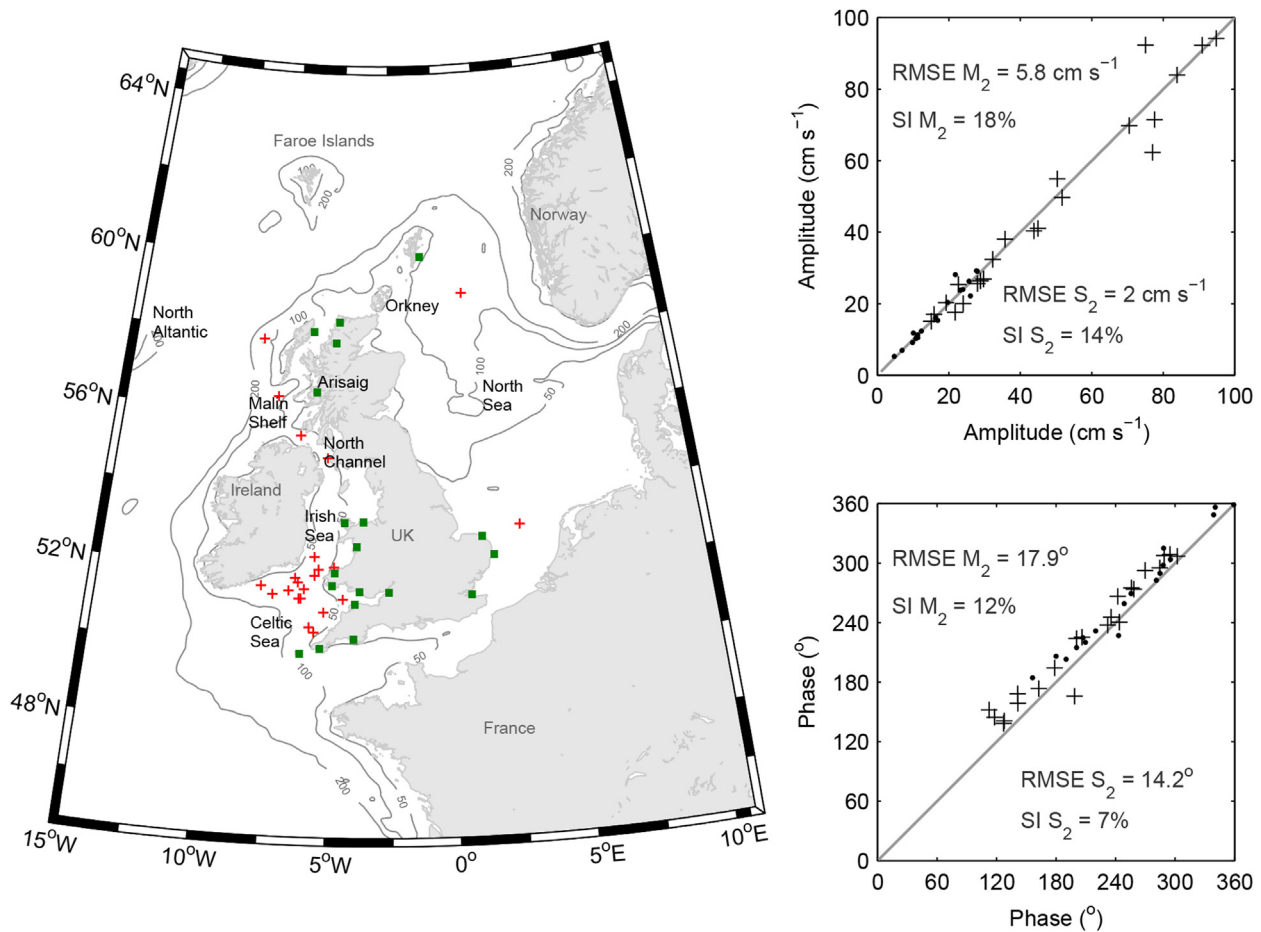 64°N
60°N
56°N
52°N
48°N
15°W
10°W
5°W
0°
5°E
10°E
Faroe Islands
100
200
200
Norway
North
Altantic
Orkney
100
200
100
50
North
Sea
Arisaig
200
Malin
Shelf
North
Channel
Ireland
Irish
Sea
50
UK
50
Celtic
Sea
50
100
50
France
200
50
100
80
60
40
20
0
Amplitude (cm s⁻¹)
RMSE M₂ = 5.8 cm s⁻¹
SI M₂ = 18%
RMSE S₂ = 2 cm s⁻¹
SI S₂ = 14%
0 20 40 60 80 100
Amplitude (cm s⁻¹)
360
300
240
180
120
60
0
Phase (°)
RMSE M₂ = 17.9°
SI M₂ = 12%
RMSE S₂ = 14.2°
SI S₂ = 7%
0 60 120 180 240 300 360
Phase (°)